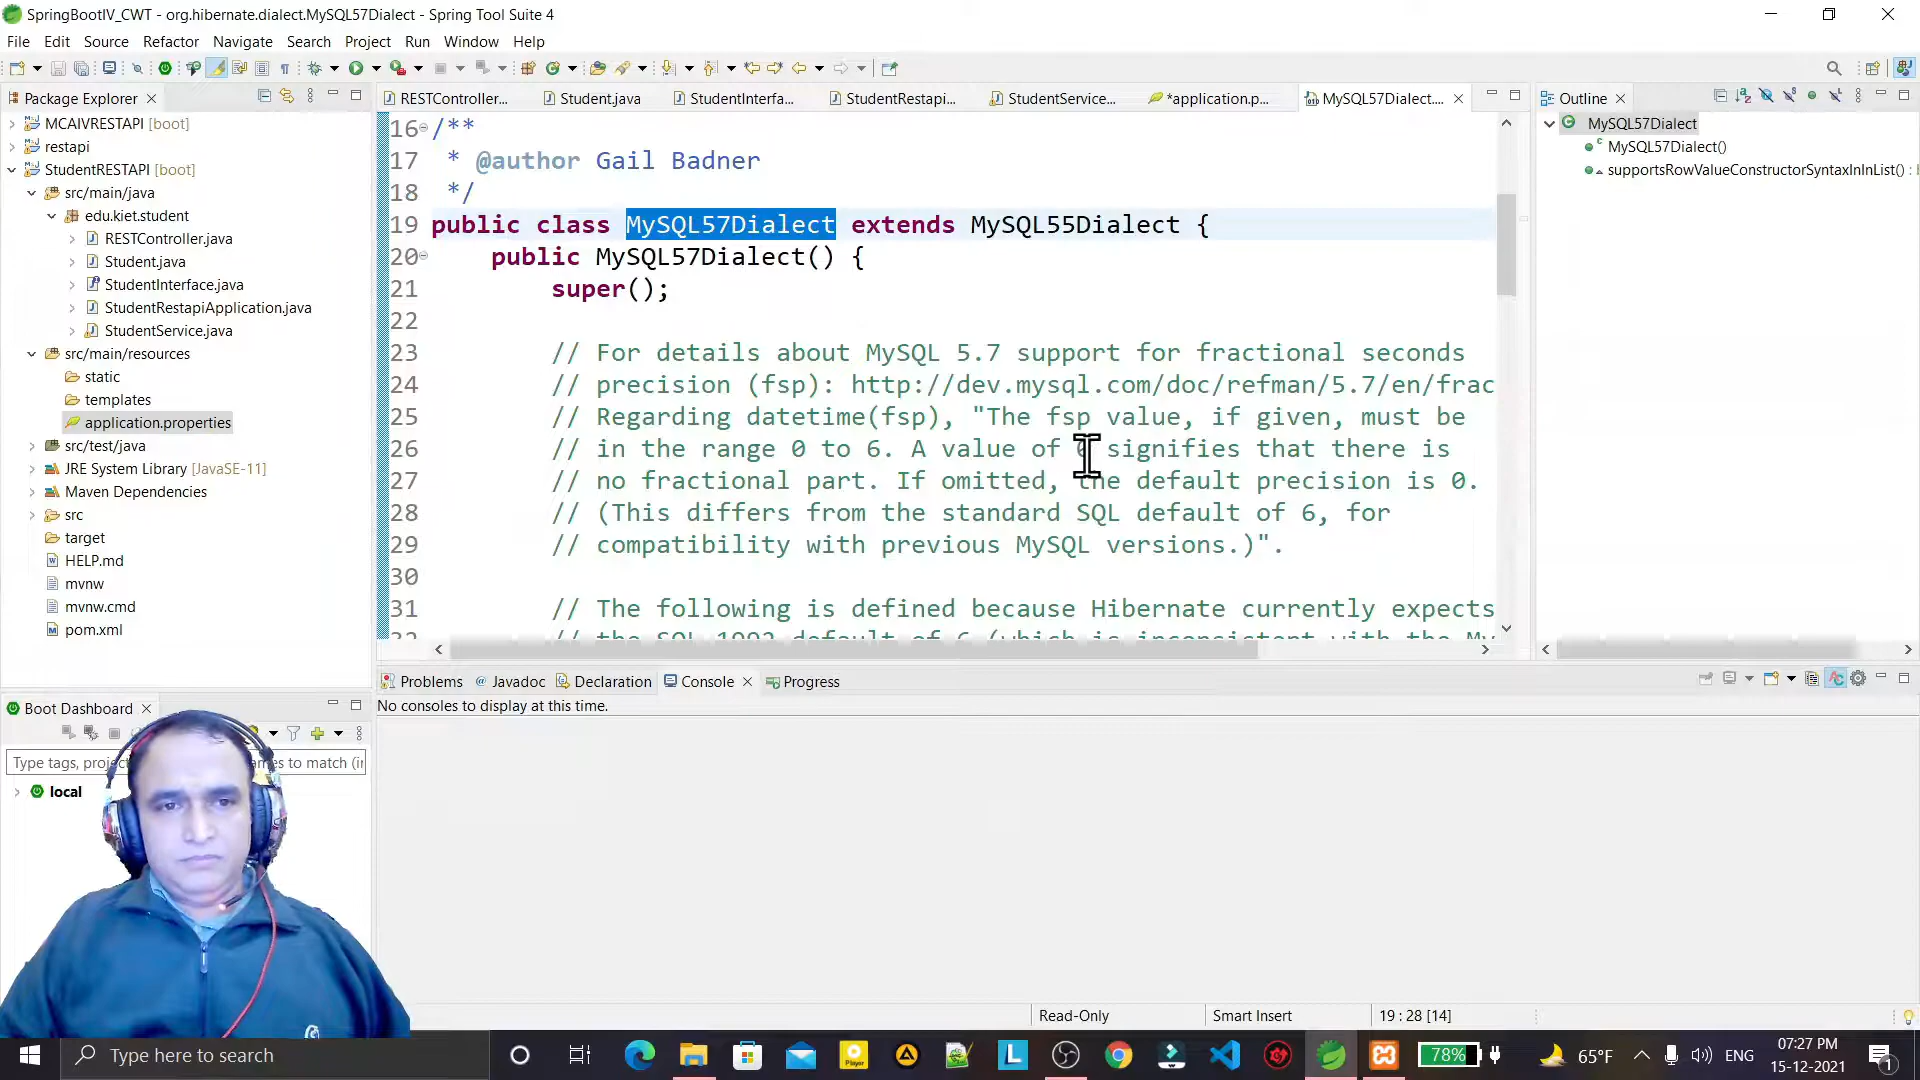 SpringBootIV_CWT - org.hibernate.dialect.MySQL57Dialect - Spring Tool Suite 4
File Edit Source Refactor Navigate Search Project Run Window Help
Package Explorer
MCAIVRESTAPI [boot]
restapi
StudentRESTAPI [boot]
src/main/java
edu.kiet.student
RESTController.java
Student.java
StudentInterface.java
StudentRestapiApplication.java
StudentService.java
src/main/resources
static
templates
application.properties
src/test/java
JRE System Library [JavaSE-11]
Maven Dependencies
src
target
HELP.md
mvnw
mvnw.cmd
pom.xml
RESTController... Student.java StudentInterfa... StudentRestapi... StudentService... *application.p... MySQL57Dialect....
16 /**
17 * @author Gail Badner
18 */
19 public class MySQL57Dialect extends MySQL55Dialect {
20 public MySQL57Dialect() {
21 super();
22
23 // For details about MySQL 5.7 support for fractional seconds
24 // precision (fsp): http://dev.mysql.com/doc/refman/5.7/en/frac
25 // Regarding datetime(fsp), "The fsp value, if given, must be
26 // in the range 0 to 6. A value of signifies that there is
27 // no fractional part. If omitted, the default precision is 0.
28 // (This differs from the standard SQL default of 6, for
29 // compatibility with previous MySQL versions.)".
30
31 // The following is defined because Hibernate currently expects
32 // the SQL 1992 default of 6 (which is inconsistent with the My
Outline
MySQL57Dialect
MySQL57Dialect()
supportsRowValueConstructorSyntaxInInList() :
Problems @ Javadoc Declaration Console Progress
No consoles to display at this time.
Boot Dashboard
Type tags, projec mes to match (i
local
Read-Only Smart Insert 19 : 28 [14]
Type here to search
78% 65°F ENG
07:27 PM
15-12-2021
1